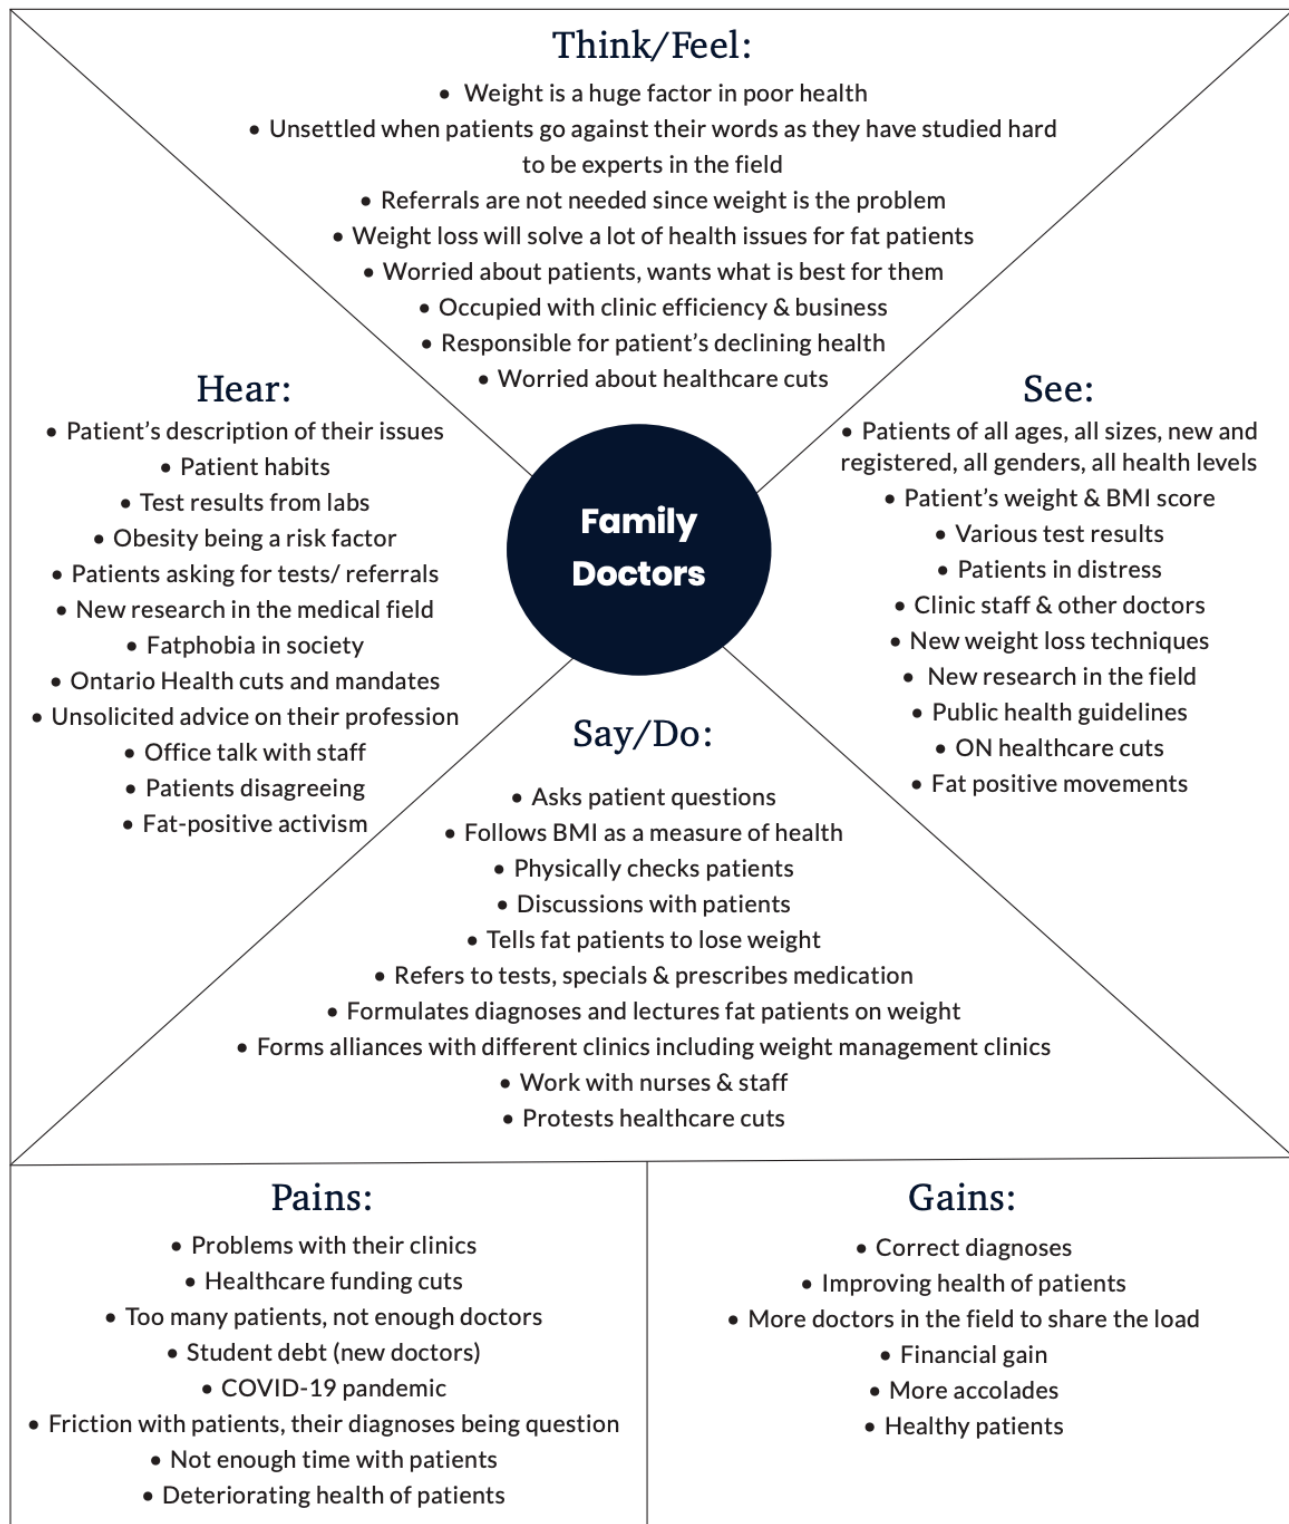 Think/Feel:
• Weight is a huge factor in poor health
• Unsettled when patients go against their words as they have studied hard
to be experts in the field
• Referrals are not needed since weight is the problem
• Weight loss will solve a lot of health issues for fat patients
• Worried about patients, wants what is best for them
• Occupied with clinic efficiency & business
• Responsible for patient’s declining health
• Worried about healthcare cuts
Hear:
• Patient’s description of their issues
• Patient habits
• Test results from labs
• Obesity being a risk factor
• Patients asking for tests/ referrals
• New research in the medical field
• Fatphobia in society
• Ontario Health cuts and mandates
• Unsolicited advice on their profession
• Office talk with staff
• Patients disagreeing
• Fat-positive activism
Family
Doctors
See:
• Patients of all ages, all sizes, new and
registered, all genders, all health levels
• Patient’s weight & BMI score
• Various test results
• Patients in distress
• Clinic staff & other doctors
• New weight loss techniques
• New research in the field
• Public health guidelines
• ON healthcare cuts
• Fat positive movements
Say/Do:
• Asks patient questions
• Follows BMI as a measure of health
• Physically checks patients
• Discussions with patients
• Tells fat patients to lose weight
• Refers to tests, specials & prescribes medication
• Formulates diagnoses and lectures fat patients on weight
• Forms alliances with different clinics including weight management clinics
• Work with nurses & staff
• Protests healthcare cuts
Pains:
• Problems with their clinics
• Healthcare funding cuts
• Too many patients, not enough doctors
• Student debt (new doctors)
• COVID-19 pandemic
• Friction with patients, their diagnoses being question
• Not enough time with patients
• Deteriorating health of patients
Gains:
• Correct diagnoses
• Improving health of patients
• More doctors in the field to share the load
• Financial gain
• More accolades
• Healthy patients